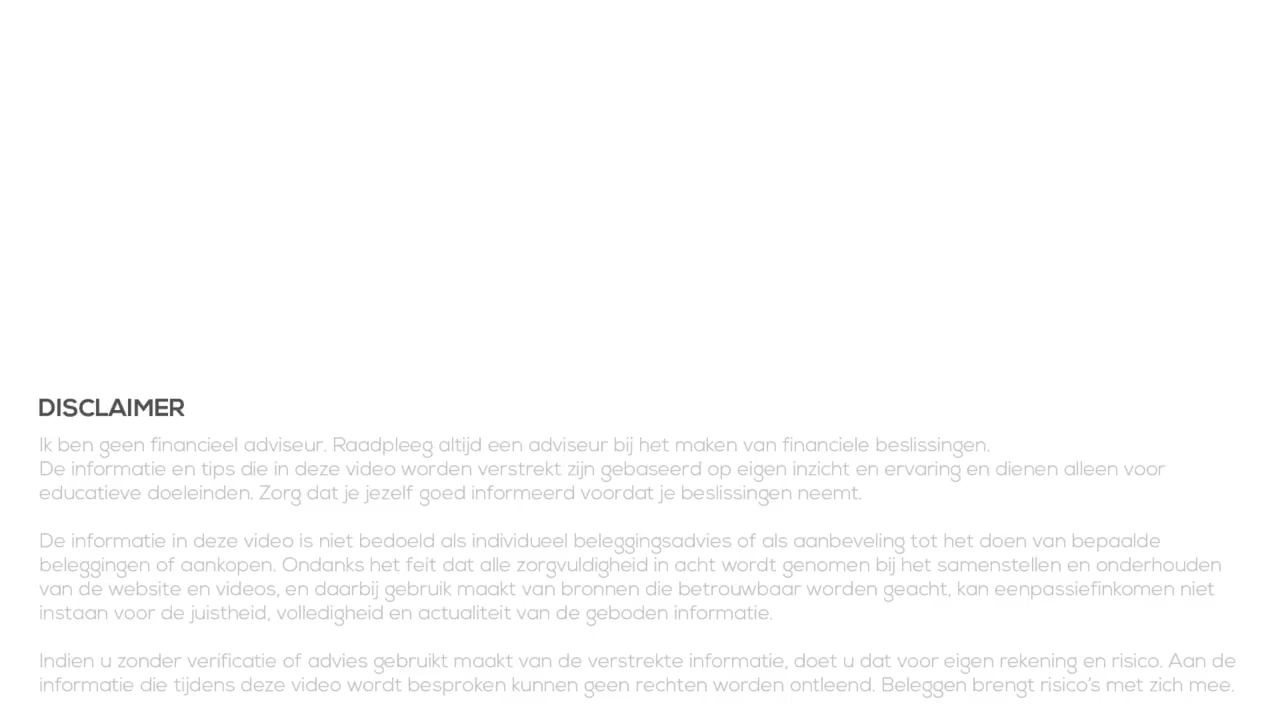 DISCLAIMER
Ik ben geen financieel adviseur. Raadpleeg altijd een adviseur bij het maken van financiele beslissingen.
De informatie en tips die in deze video worden verstrekt zijn gebaseerd op eigen inzicht en ervaring en dienen alleen voor
educatieve doeleinden. Zorg dat je jezelf goed informeerd voordat je beslissingen neemt.
De informatie in deze video is niet bedoeld als individueel beleggingsadvies of als aanbeveling tot het doen van bepaalde
beleggingen of aankopen. Ondanks het feit dat alle zorgvuldigheid in acht wordt genomen bij het samenstellen en onderhouden
van de website en videos, en daarbij gebruik maakt van bronnen die betrouwbaar worden geacht, kan eenpassiefinkomen niet
instaan voor de juistheid, volledigheid en actualiteit van de geboden informatie.
Indien u zonder verificatie of advies gebruikt maakt van de verstrekte informatie, doet u dat voor eigen rekening en risico. Aan de
informatie die tijdens deze video wordt besproken kunnen geen rechten worden ontleend. Beleggen brengt risico's met zich mee.